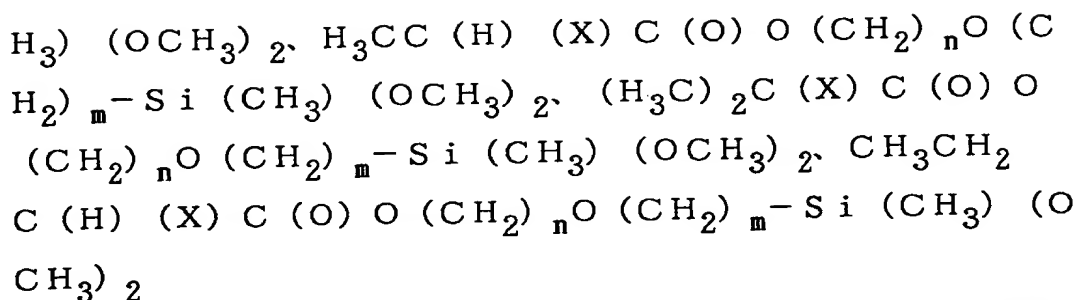 H₃) (OCH₃)₂、H₃CC(H)(X)C(O)O(CH₂)ₙO(C
H₂)ₘ−Si(CH₃)(OCH₃)₂、(H₃C)₂C(X)C(O)O
(CH₂)ₙO(CH₂)ₘ−Si(CH₃)(OCH₃)₂、CH₃CH₂
C(H)(X)C(O)O(CH₂)ₙO(CH₂)ₘ−Si(CH₃)(O
CH₃)₂